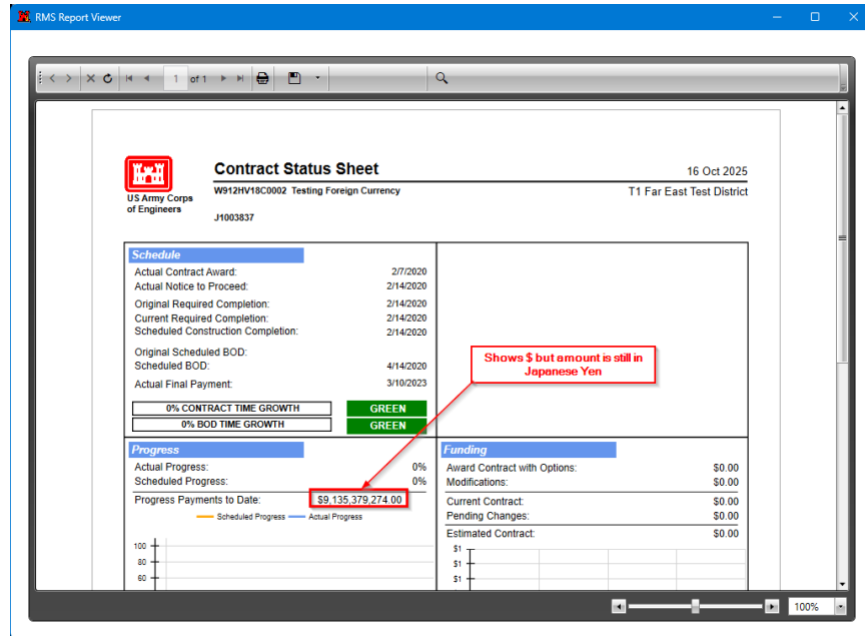 RMS Report Viewer
1 of 1
Contract Status Sheet
16 Oct 2025
US Army Corps
of Engineers
W912HV18C0002 Testing Foreign Currency
T1 Far East Test District
J1003837
Schedule
Actual Contract Award: 2/7/2020
Actual Notice to Proceed: 2/14/2020
Original Required Completion: 2/14/2020
Current Required Completion: 2/14/2020
Scheduled Construction Completion: 2/14/2020
Original Scheduled BOD:
Scheduled BOD: 4/14/2020
Actual Final Payment: 3/10/2023
Shows $ but amount is still in
Japanese Yen
0% CONTRACT TIME GROWTH GREEN
0% BOD TIME GROWTH GREEN
Progress
Actual Progress: 0%
Scheduled Progress: 0%
Progress Payments to Date: $9,135,379,274.00
Scheduled Progress Actual Progress
100
80
60
Funding
Award Contract with Options: $0.00
Modifications: $0.00
Current Contract: $0.00
Pending Changes: $0.00
Estimated Contract: $0.00
$1
$1
$1
100%